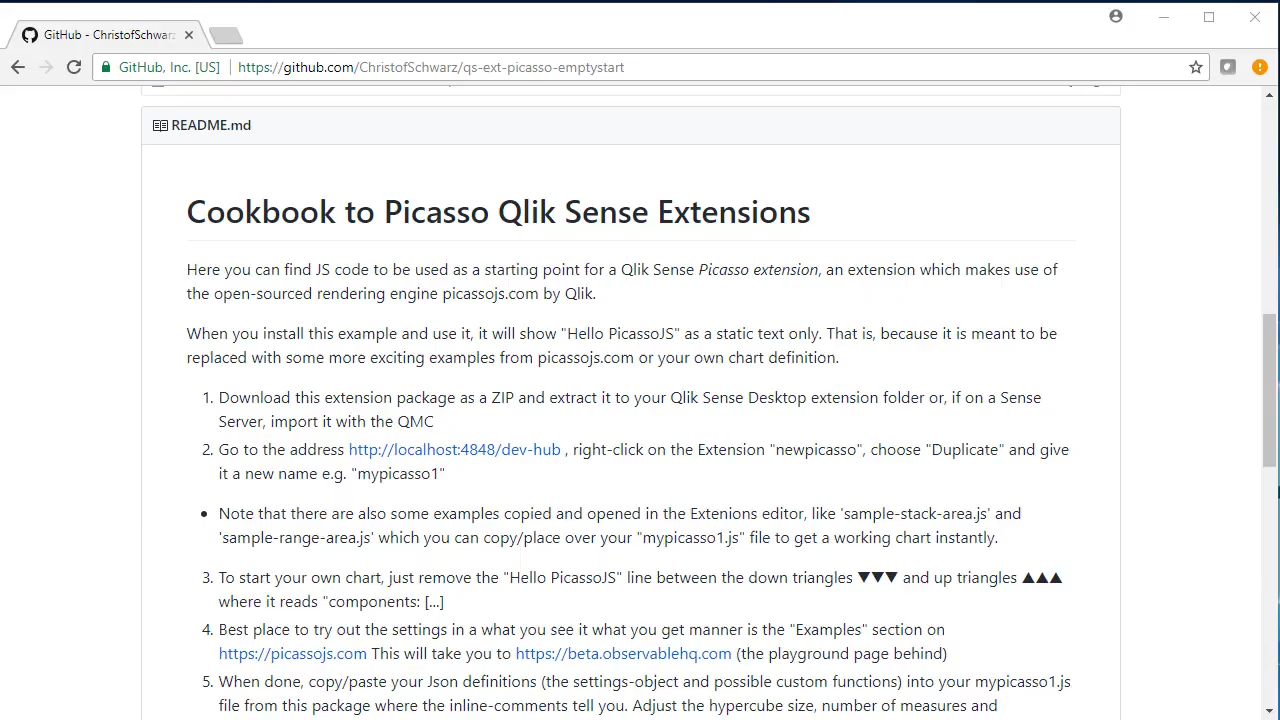 GitHub - ChristofSchwarz
GitHub, Inc. [US] https://github.com/ChristofSchwarz/qs-ext-picasso-emptystart
README.md
Cookbook to Picasso Qlik Sense Extensions
Here you can find JS code to be used as a starting point for a Qlik Sense Picasso extension, an extension which makes use of
the open-sourced rendering engine picassojs.com by Qlik.
When you install this example and use it, it will show "Hello PicassoJS" as a static text only. That is, because it is meant to be
replaced with some more exciting examples from picassojs.com or your own chart definition.
1. Download this extension package as a ZIP and extract it to your Qlik Sense Desktop extension folder or, if on a Sense
Server, import it with the QMC
2. Go to the address http://localhost:4848/dev-hub , right-click on the Extension "newpicasso", choose "Duplicate" and give
it a new name e.g. "mypicasso1"
• Note that there are also some examples copied and opened in the Extenions editor, like 'sample-stack-area.js' and
'sample-range-area.js' which you can copy/place over your "mypicasso1.js" file to get a working chart instantly.
3. To start your own chart, just remove the "Hello PicassoJS" line between the down triangles ▼▼▼ and up triangles ▲▲▲
where it reads "components: [...]
4. Best place to try out the settings in a what you see it what you get manner is the "Examples" section on
https://picassojs.com This will take you to https://beta.observablehq.com (the playground page behind)
5. When done, copy/paste your Json definitions (the settings-object and possible custom functions) into your mypicasso1.js
file from this package where the inline-comments tell you. Adjust the hypercube size, number of measures and